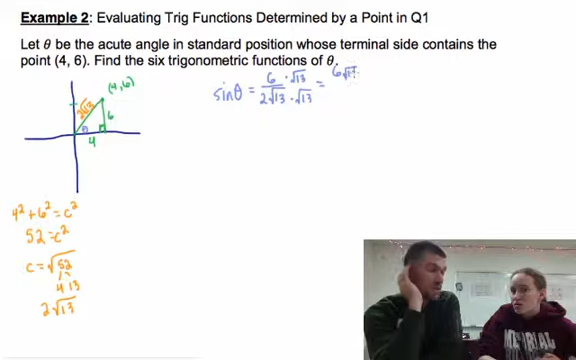 Example 2: Evaluating Trig Functions Determined by a Point in Q1
Let θ be the acute angle in standard position whose terminal side contains the
point (4, 6). Find the six trigonometric functions of θ.
(4,6)
2√13
6
θ
4
sinθ = 6 · √13 / 2√13 · √13 = 6√13
4² + 6² = c²
52 = c²
c = √52
4 13
2√13